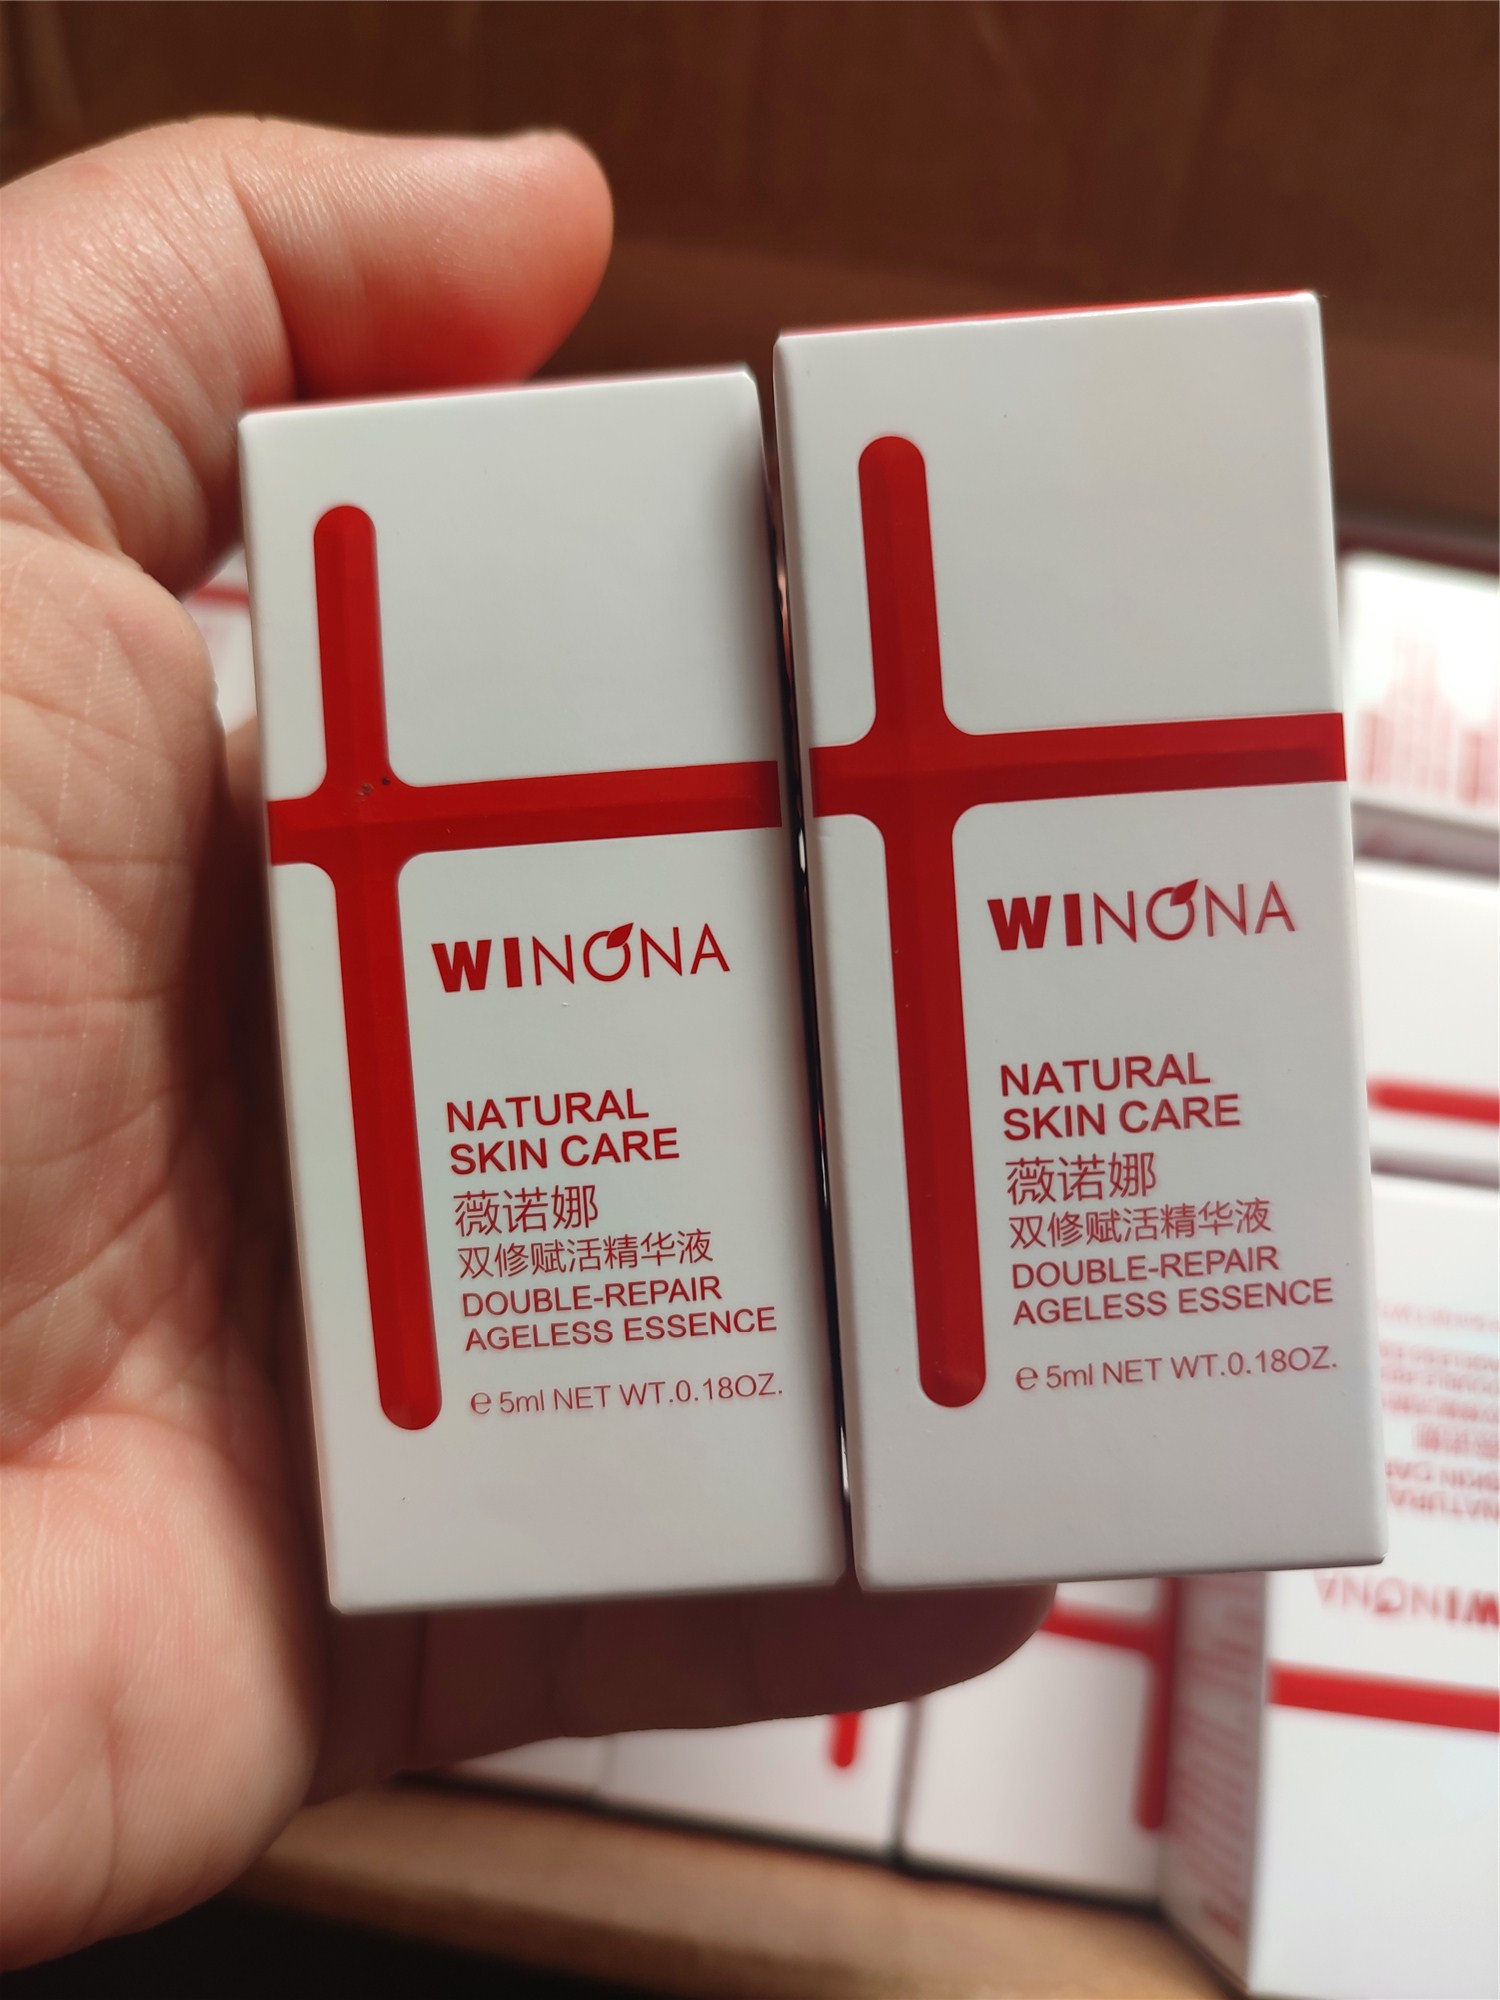 WINONA
NATURAL
SKIN CARE
薇诺娜
双修赋活精华液
DOUBLE-REPAIR
AGELESS ESSENCE
e 5ml NET WT.0.18OZ.
WINONA
NATURAL
SKIN CARE
薇诺娜
双修赋活精华液
DOUBLE-REPAIR
AGELESS ESSENCE
e 5ml NET WT.0.18OZ.
WINONA